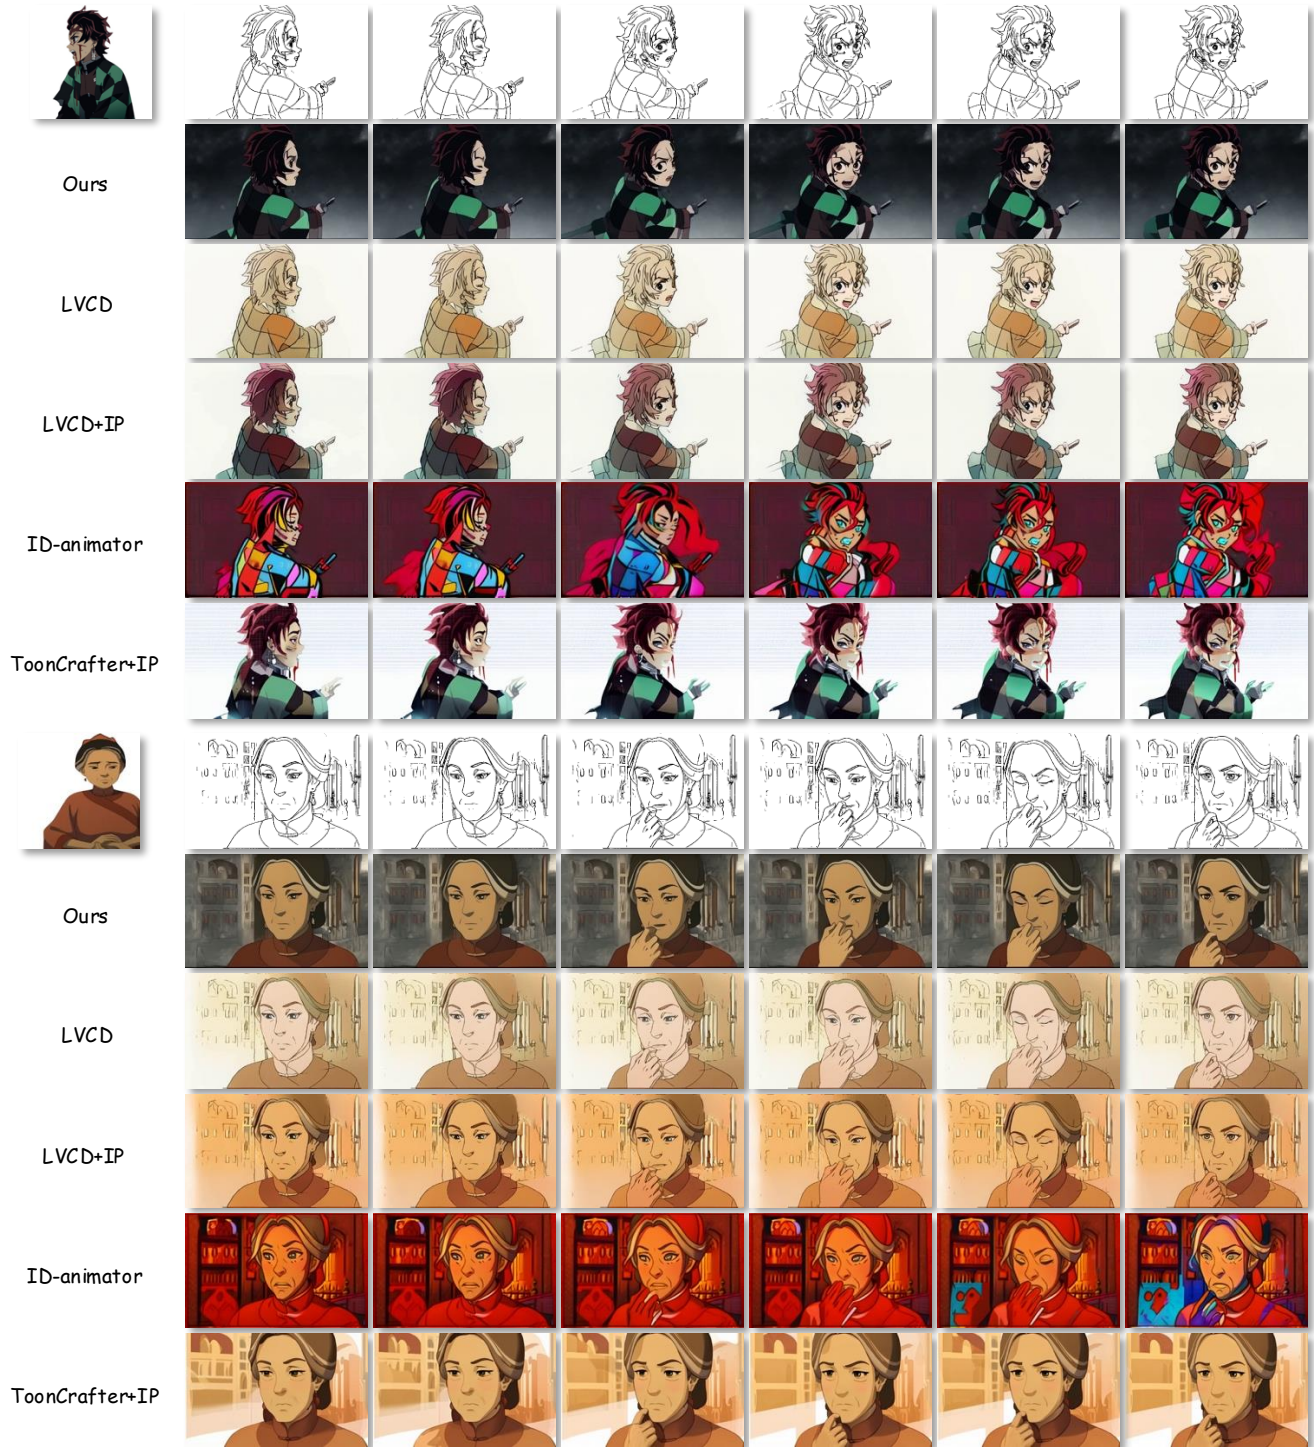 Ours
LVCD
LVCD+IP
ID-animator
ToonCrafter+IP
Ours
LVCD
LVCD+IP
ID-animator
ToonCrafter+IP